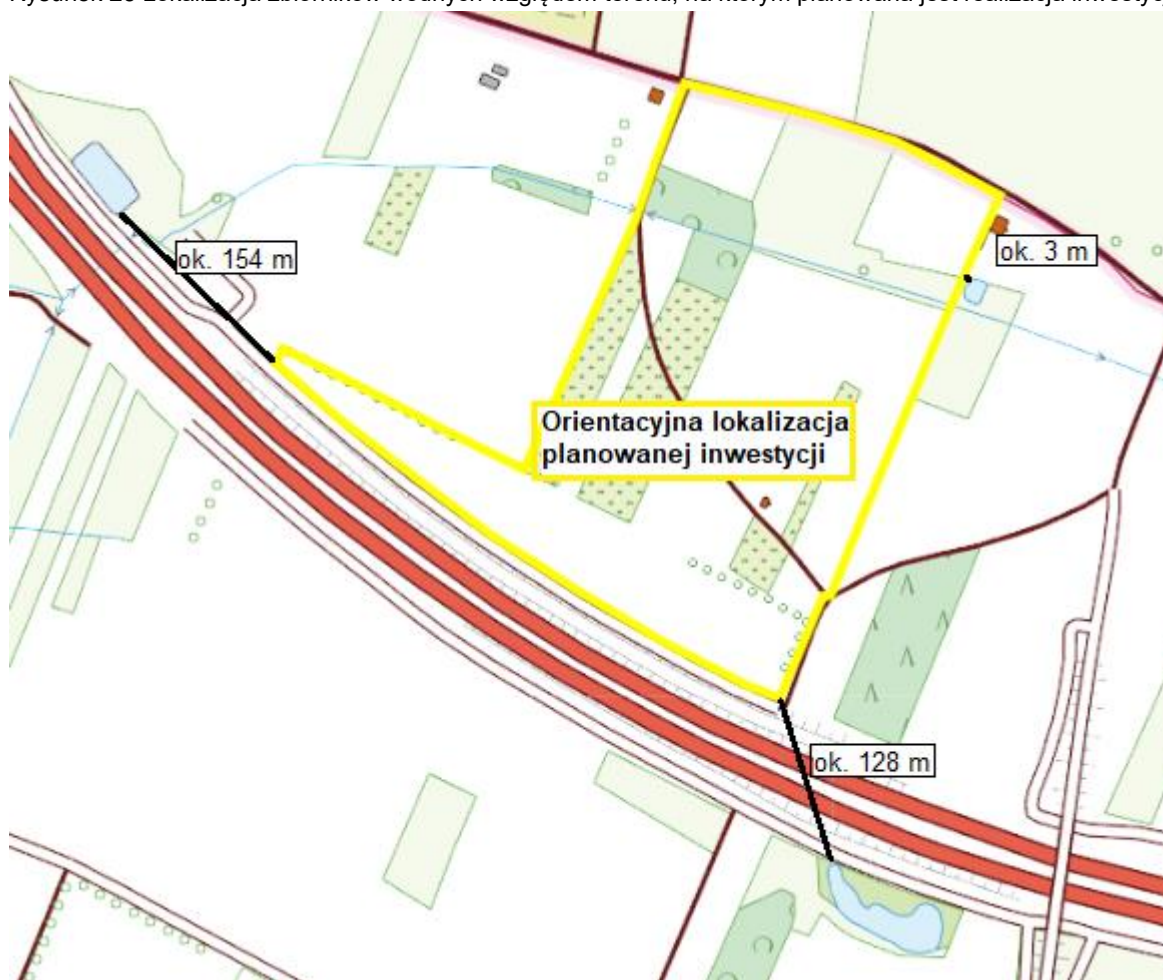 ok. 154 m
ok. 3 m
Orientacyjna lokalizacja
planowanej inwestycji
ok. 128 m